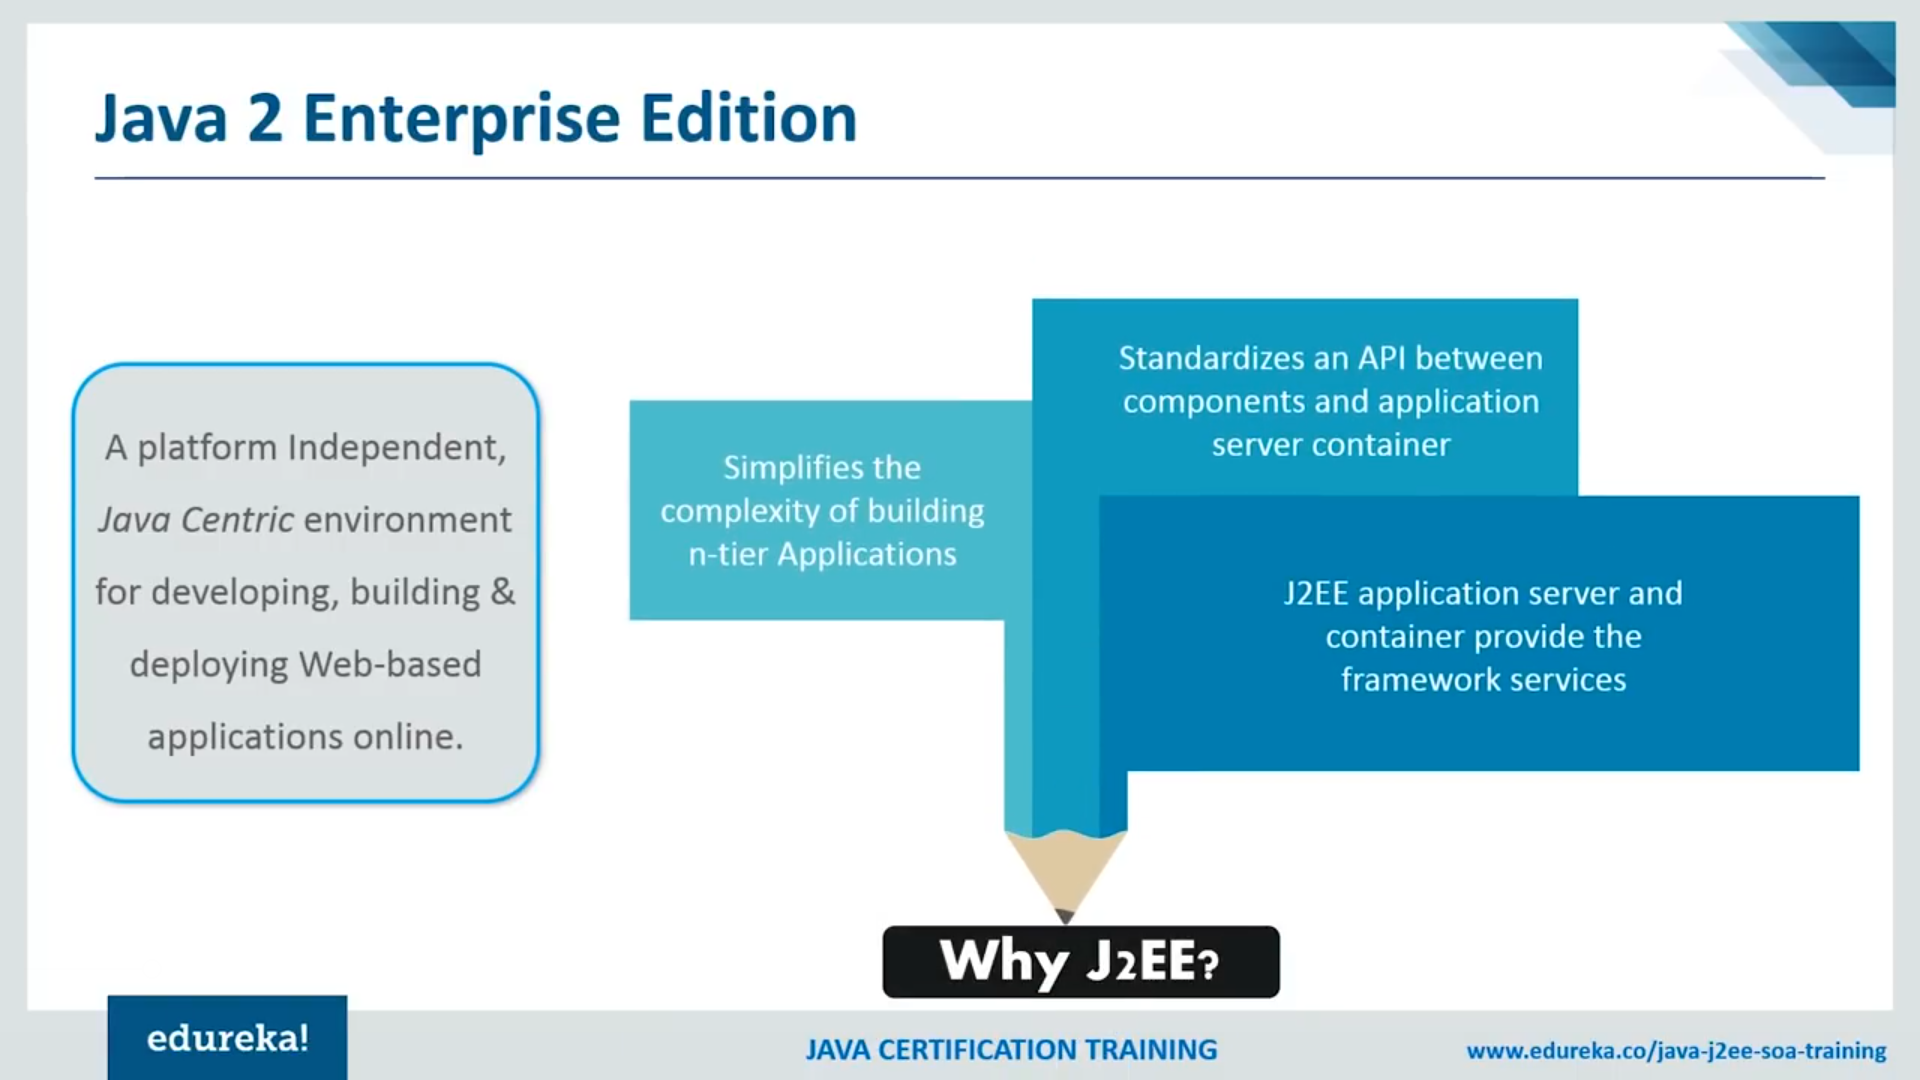 Java 2 Enterprise Edition
A platform Independent,
Java Centric environment
for developing, building &
deploying Web-based
applications online.
Simplifies the
complexity of building
n-tier Applications
Standardizes an API between
components and application
server container
J2EE application server and
container provide the
framework services
Why J2EE?
edureka!
JAVA CERTIFICATION TRAINING
www.edureka.co/java-j2ee-soa-training